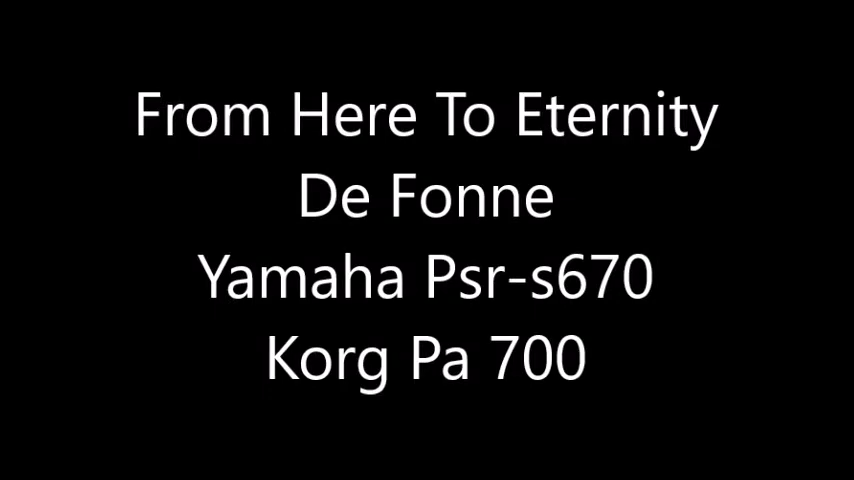 From Here To Eternity
De Fonne
Yamaha Psr-s670
Korg Pa 700